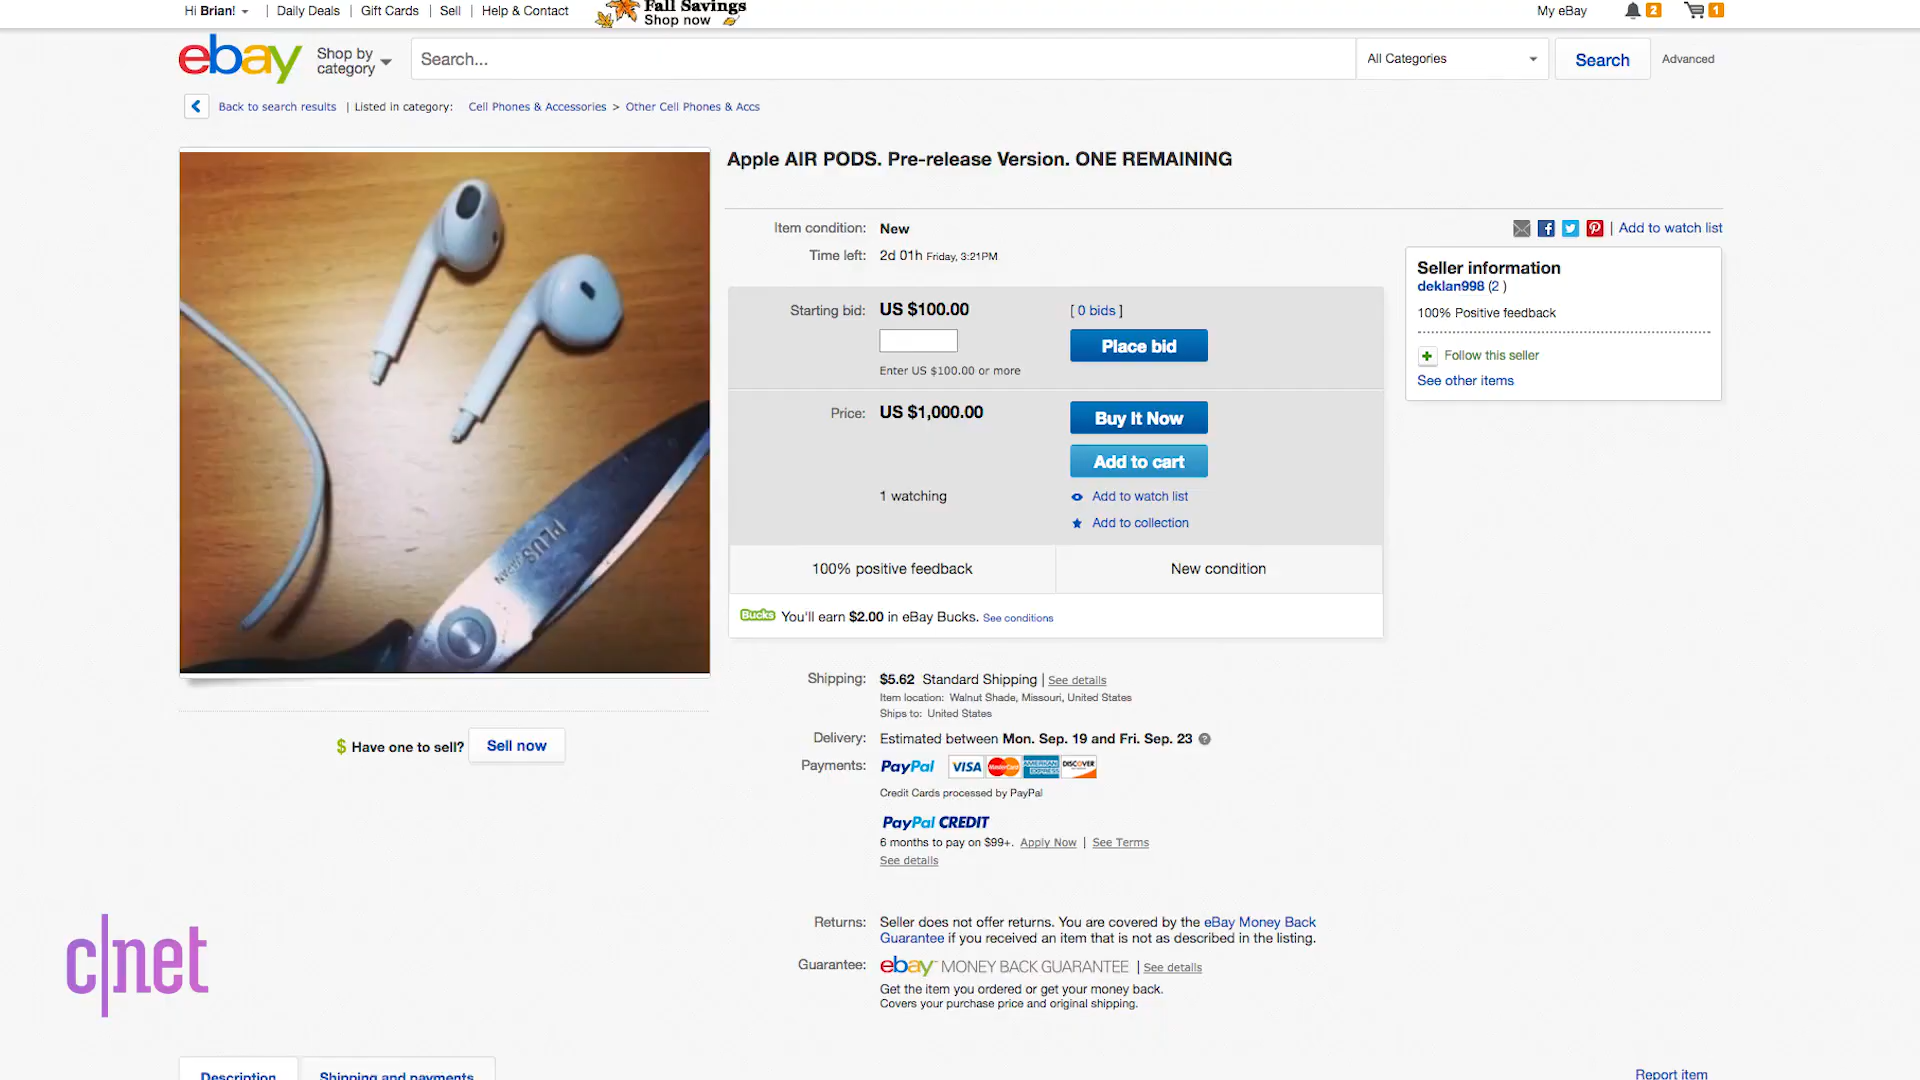 Hi Brian! | Daily Deals | Gift Cards | Sell | Help & Contact
Fall Savings
Shop now
My eBay 2 1
ebay
Shop by
category
Search...
All Categories
Search
Advanced
Back to search results | Listed in category: Cell Phones & Accessories > Other Cell Phones & Accs
Apple AIR PODS. Pre-release Version. ONE REMAINING
Item condition: New
| Add to watch list
Time left: 2d 01h Friday, 3:21PM
Seller information
deklan998 (2 )
100% Positive feedback
Follow this seller
See other items
Starting bid: US $100.00 [ 0 bids ]
Place bid
Enter US $100.00 or more
Price: US $1,000.00
Buy It Now
Add to cart
1 watching
Add to watch list
Add to collection
100% positive feedback
New condition
Bucks You'll earn $2.00 in eBay Bucks. See conditions
PLUS
JAPAN
Shipping: $5.62 Standard Shipping | See details
Item location: Walnut Shade, Missouri, United States
Ships to: United States
Delivery: Estimated between Mon. Sep. 19 and Fri. Sep. 23 ?
Payments: PayPal VISA MasterCard AMERICAN EXPRESS DISCOVER
Credit Cards processed by PayPal
PayPal CREDIT
6 months to pay on $99+. Apply Now | See Terms
See details
$ Have one to sell? Sell now
Returns: Seller does not offer returns. You are covered by the eBay Money Back
Guarantee if you received an item that is not as described in the listing.
Guarantee: ebay MONEY BACK GUARANTEE | See details
Get the item you ordered or get your money back.
Covers your purchase price and original shipping.
c|net
Description
Shipping and payments
Report item